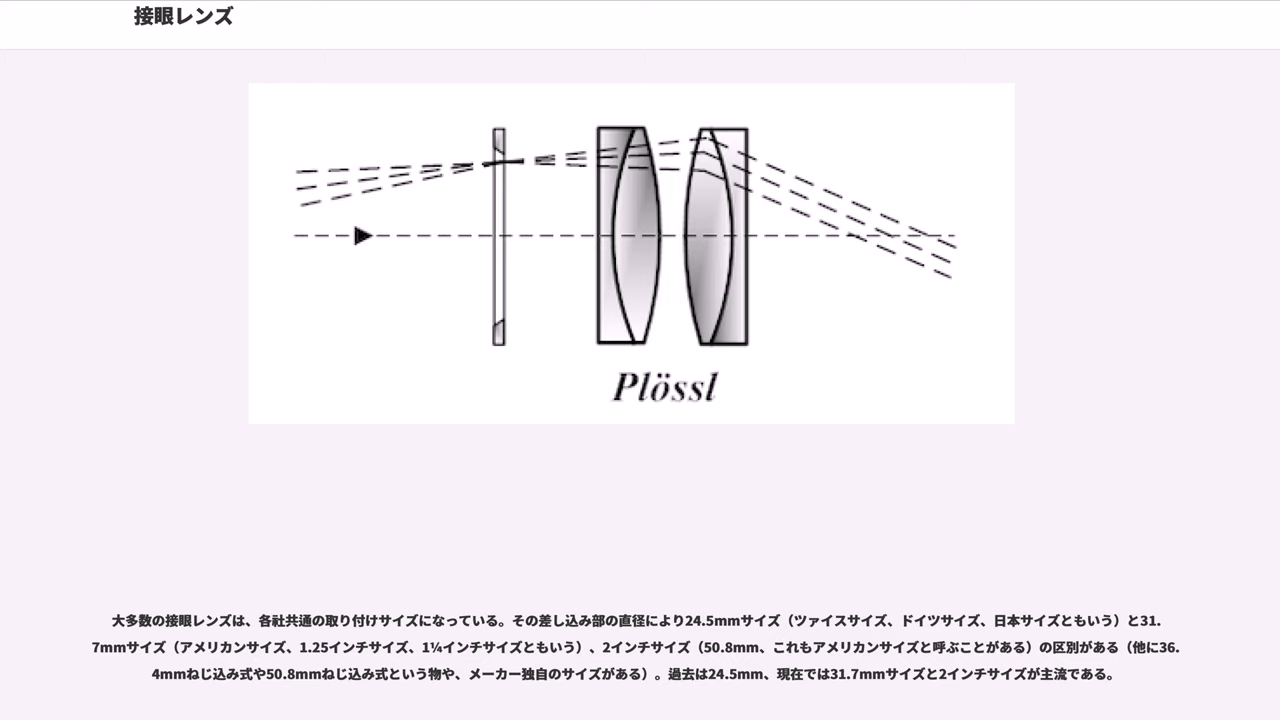 接眼レンズ
Plössl
大多数の接眼レンズは、各社共通の取り付けサイズになっている。その差し込み部の直径により24.5mmサイズ（ツァイスサイズ、ドイツサイズ、日本サイズともいう）と31.
7mmサイズ（アメリカンサイズ、1.25インチサイズ、1¼インチサイズともいう）、2インチサイズ（50.8mm、これもアメリカンサイズと呼ぶことがある）の区別がある（他に36.
4mmねじ込み式や50.8mmねじ込み式という物や、メーカー独自のサイズがある）。過去は24.5mm、現在では31.7mmサイズと2インチサイズが主流である。